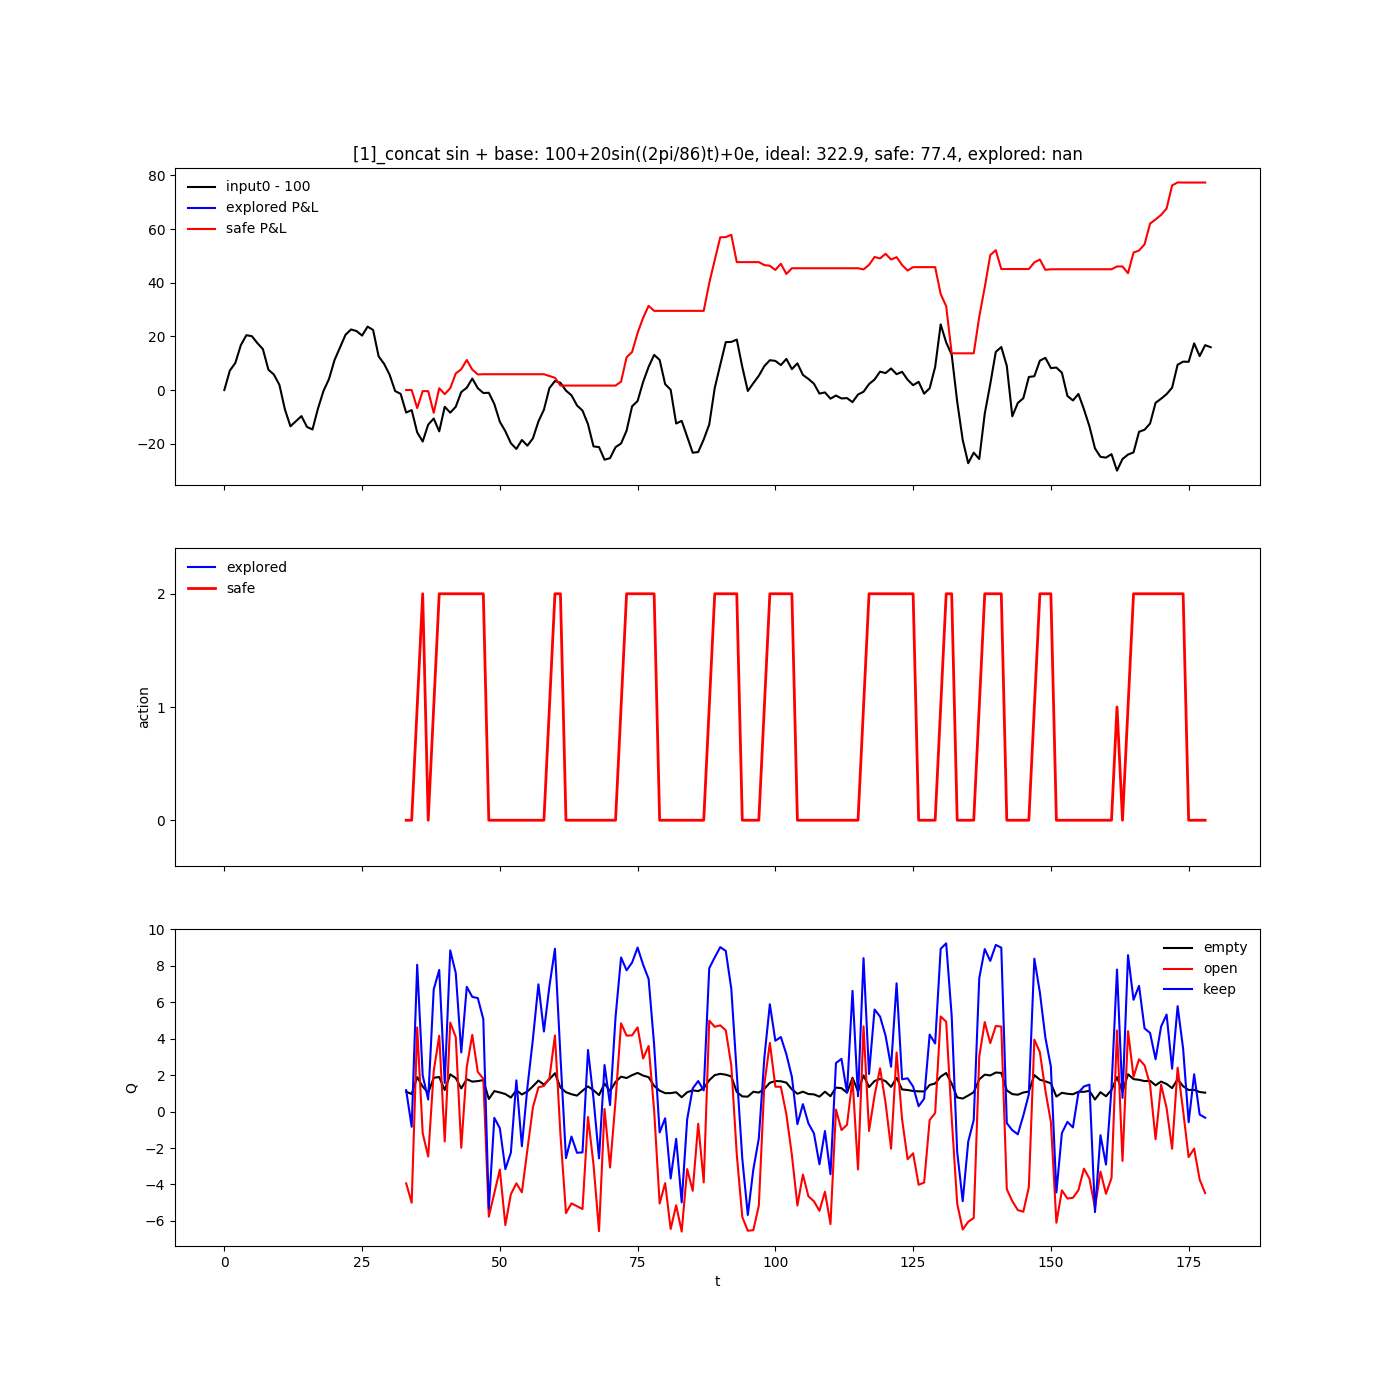 [1]_concat sin + base: 100+20sin((2pi/86)t)+0e, ideal: 322.9, safe: 77.4, explored: nan
80
60
40
20
0
−20
input0 - 100
explored P&L
safe P&L
action
2
1
0
explored
safe
Q
10
8
6
4
2
0
−2
−4
−6
empty
open
keep
0 25 50 75 100 125 150 175
t